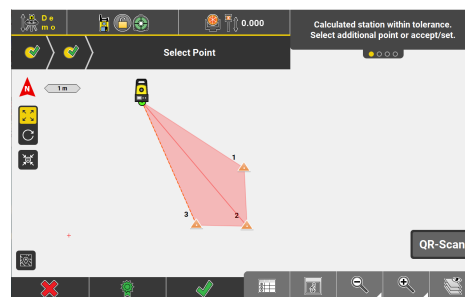 De
mo
0.000
Calculated station within tolerance.
Select additional point or accept/set.
Select Point
N
1 m
1
3
2
QR-Scan